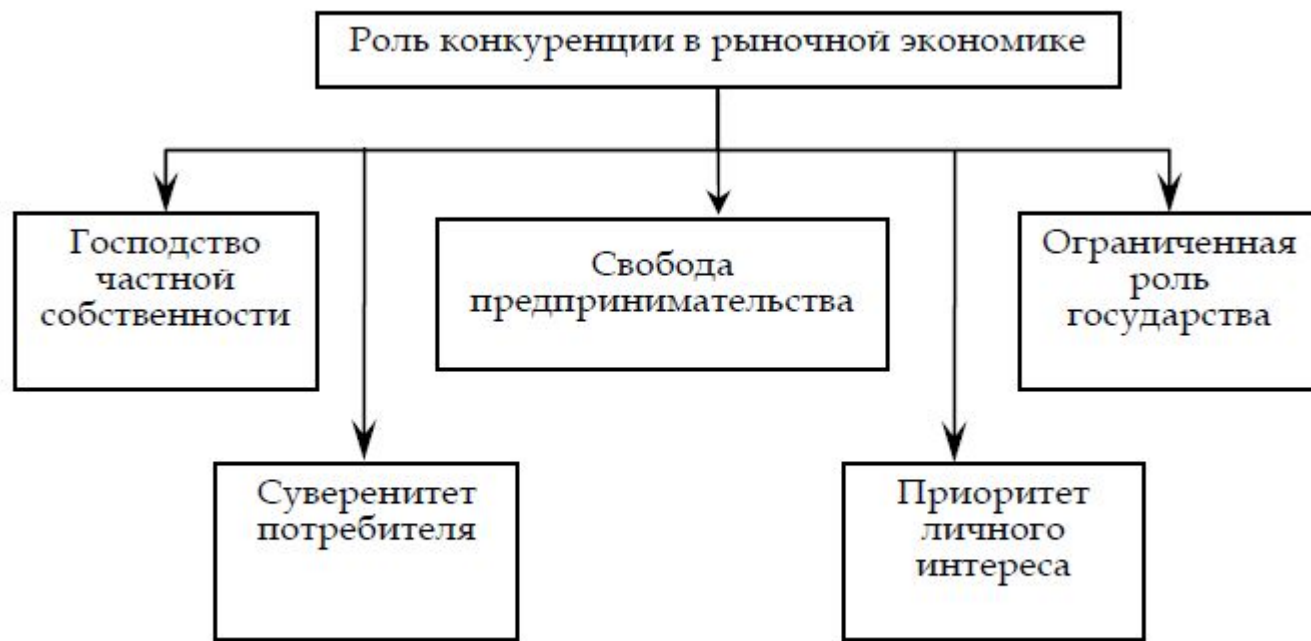 Роль конкуренции в рыночной экономике
Господство
частной
собственности
Свобода
предпринимательства
Ограниченная
роль
государства
Суверенитет
потребителя
Приоритет
личного
интереса